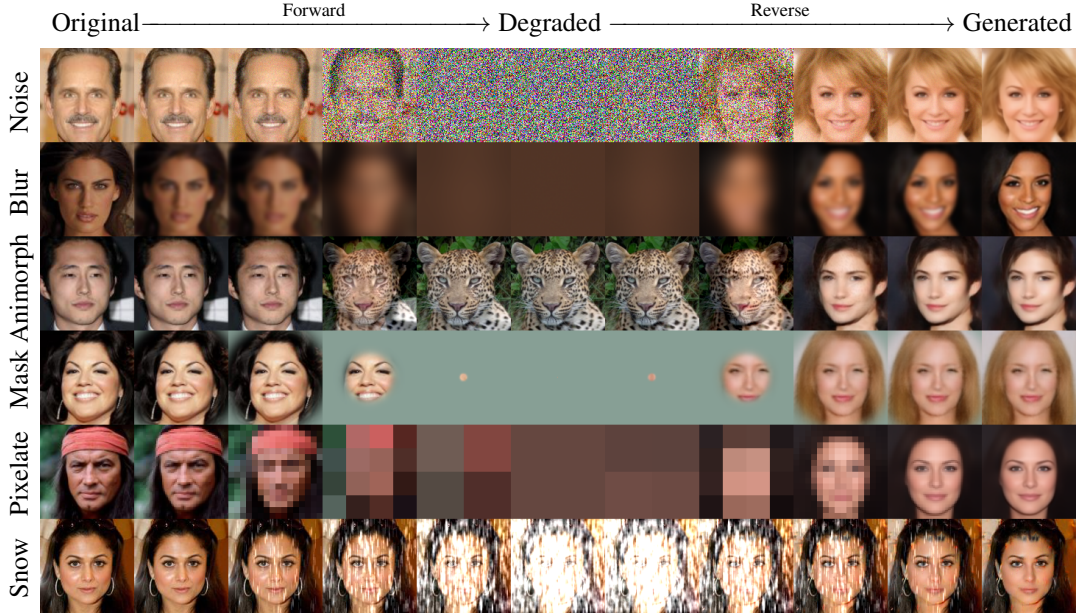 Original Forward Degraded Reverse Generated
Noise
Blur
Animorph
Mask
Pixelate
Snow